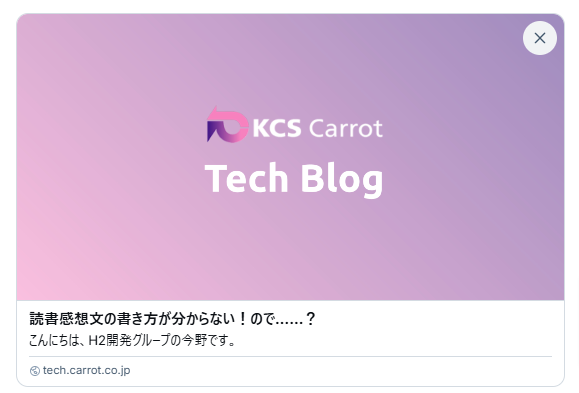 KCS Carrot
Tech Blog
読書感想文の書き方が分からない！ので……？
こんにちは、H2開発グループの今野です。
tech.carrot.co.jp